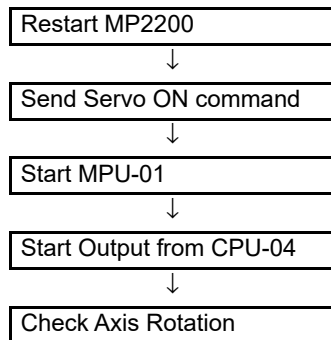 Restart MP2200
↓
Send Servo ON command
↓
Start MPU-01
↓
Start Output from CPU-04
↓
Check Axis Rotation